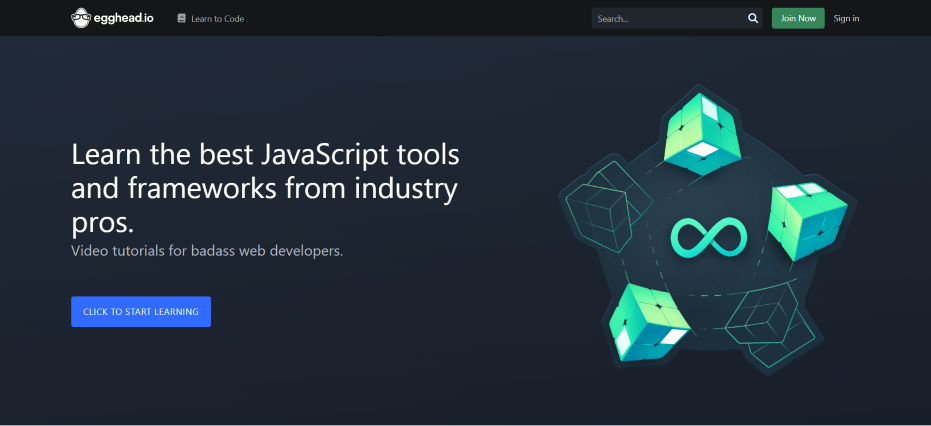 egghead.io
Learn to Code
Search...
Join Now
Sign in
Learn the best JavaScript tools
and frameworks from industry
pros.
Video tutorials for badass web developers.
CLICK TO START LEARNING